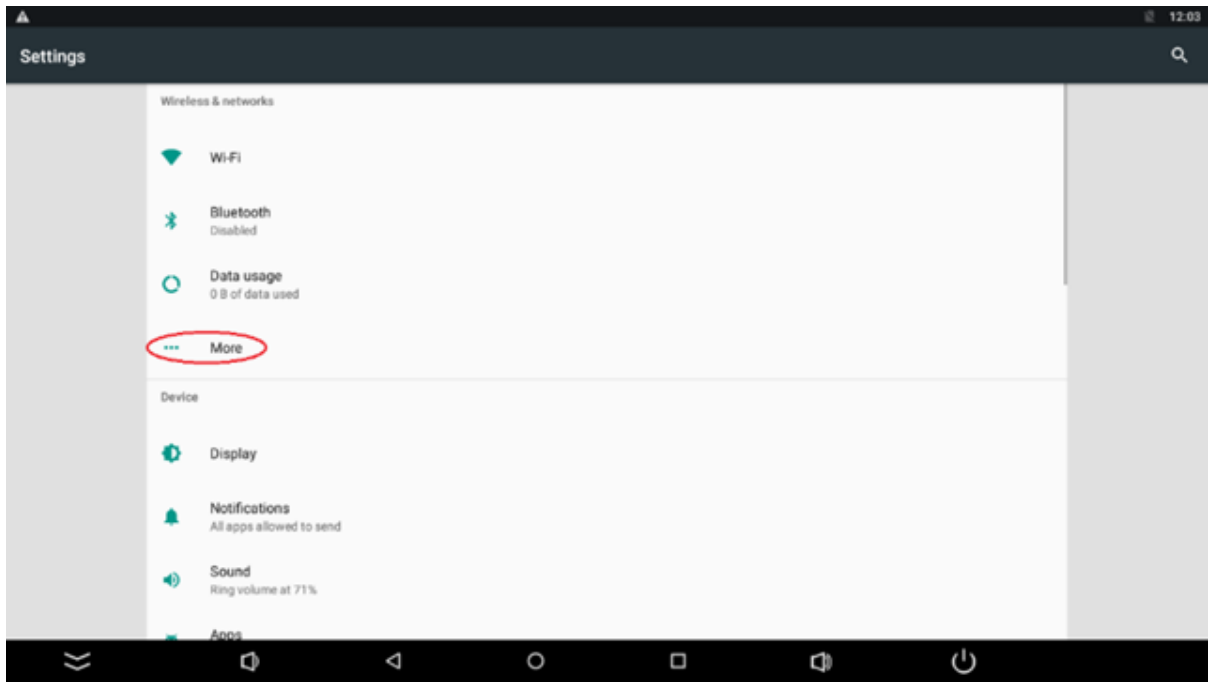 12:03
Settings
Wireless & networks
Wi-Fi
Bluetooth
Disabled
Data usage
0 B of data used
More
Device
Display
Notifications
All apps allowed to send
Sound
Ring volume at 71%
Apps